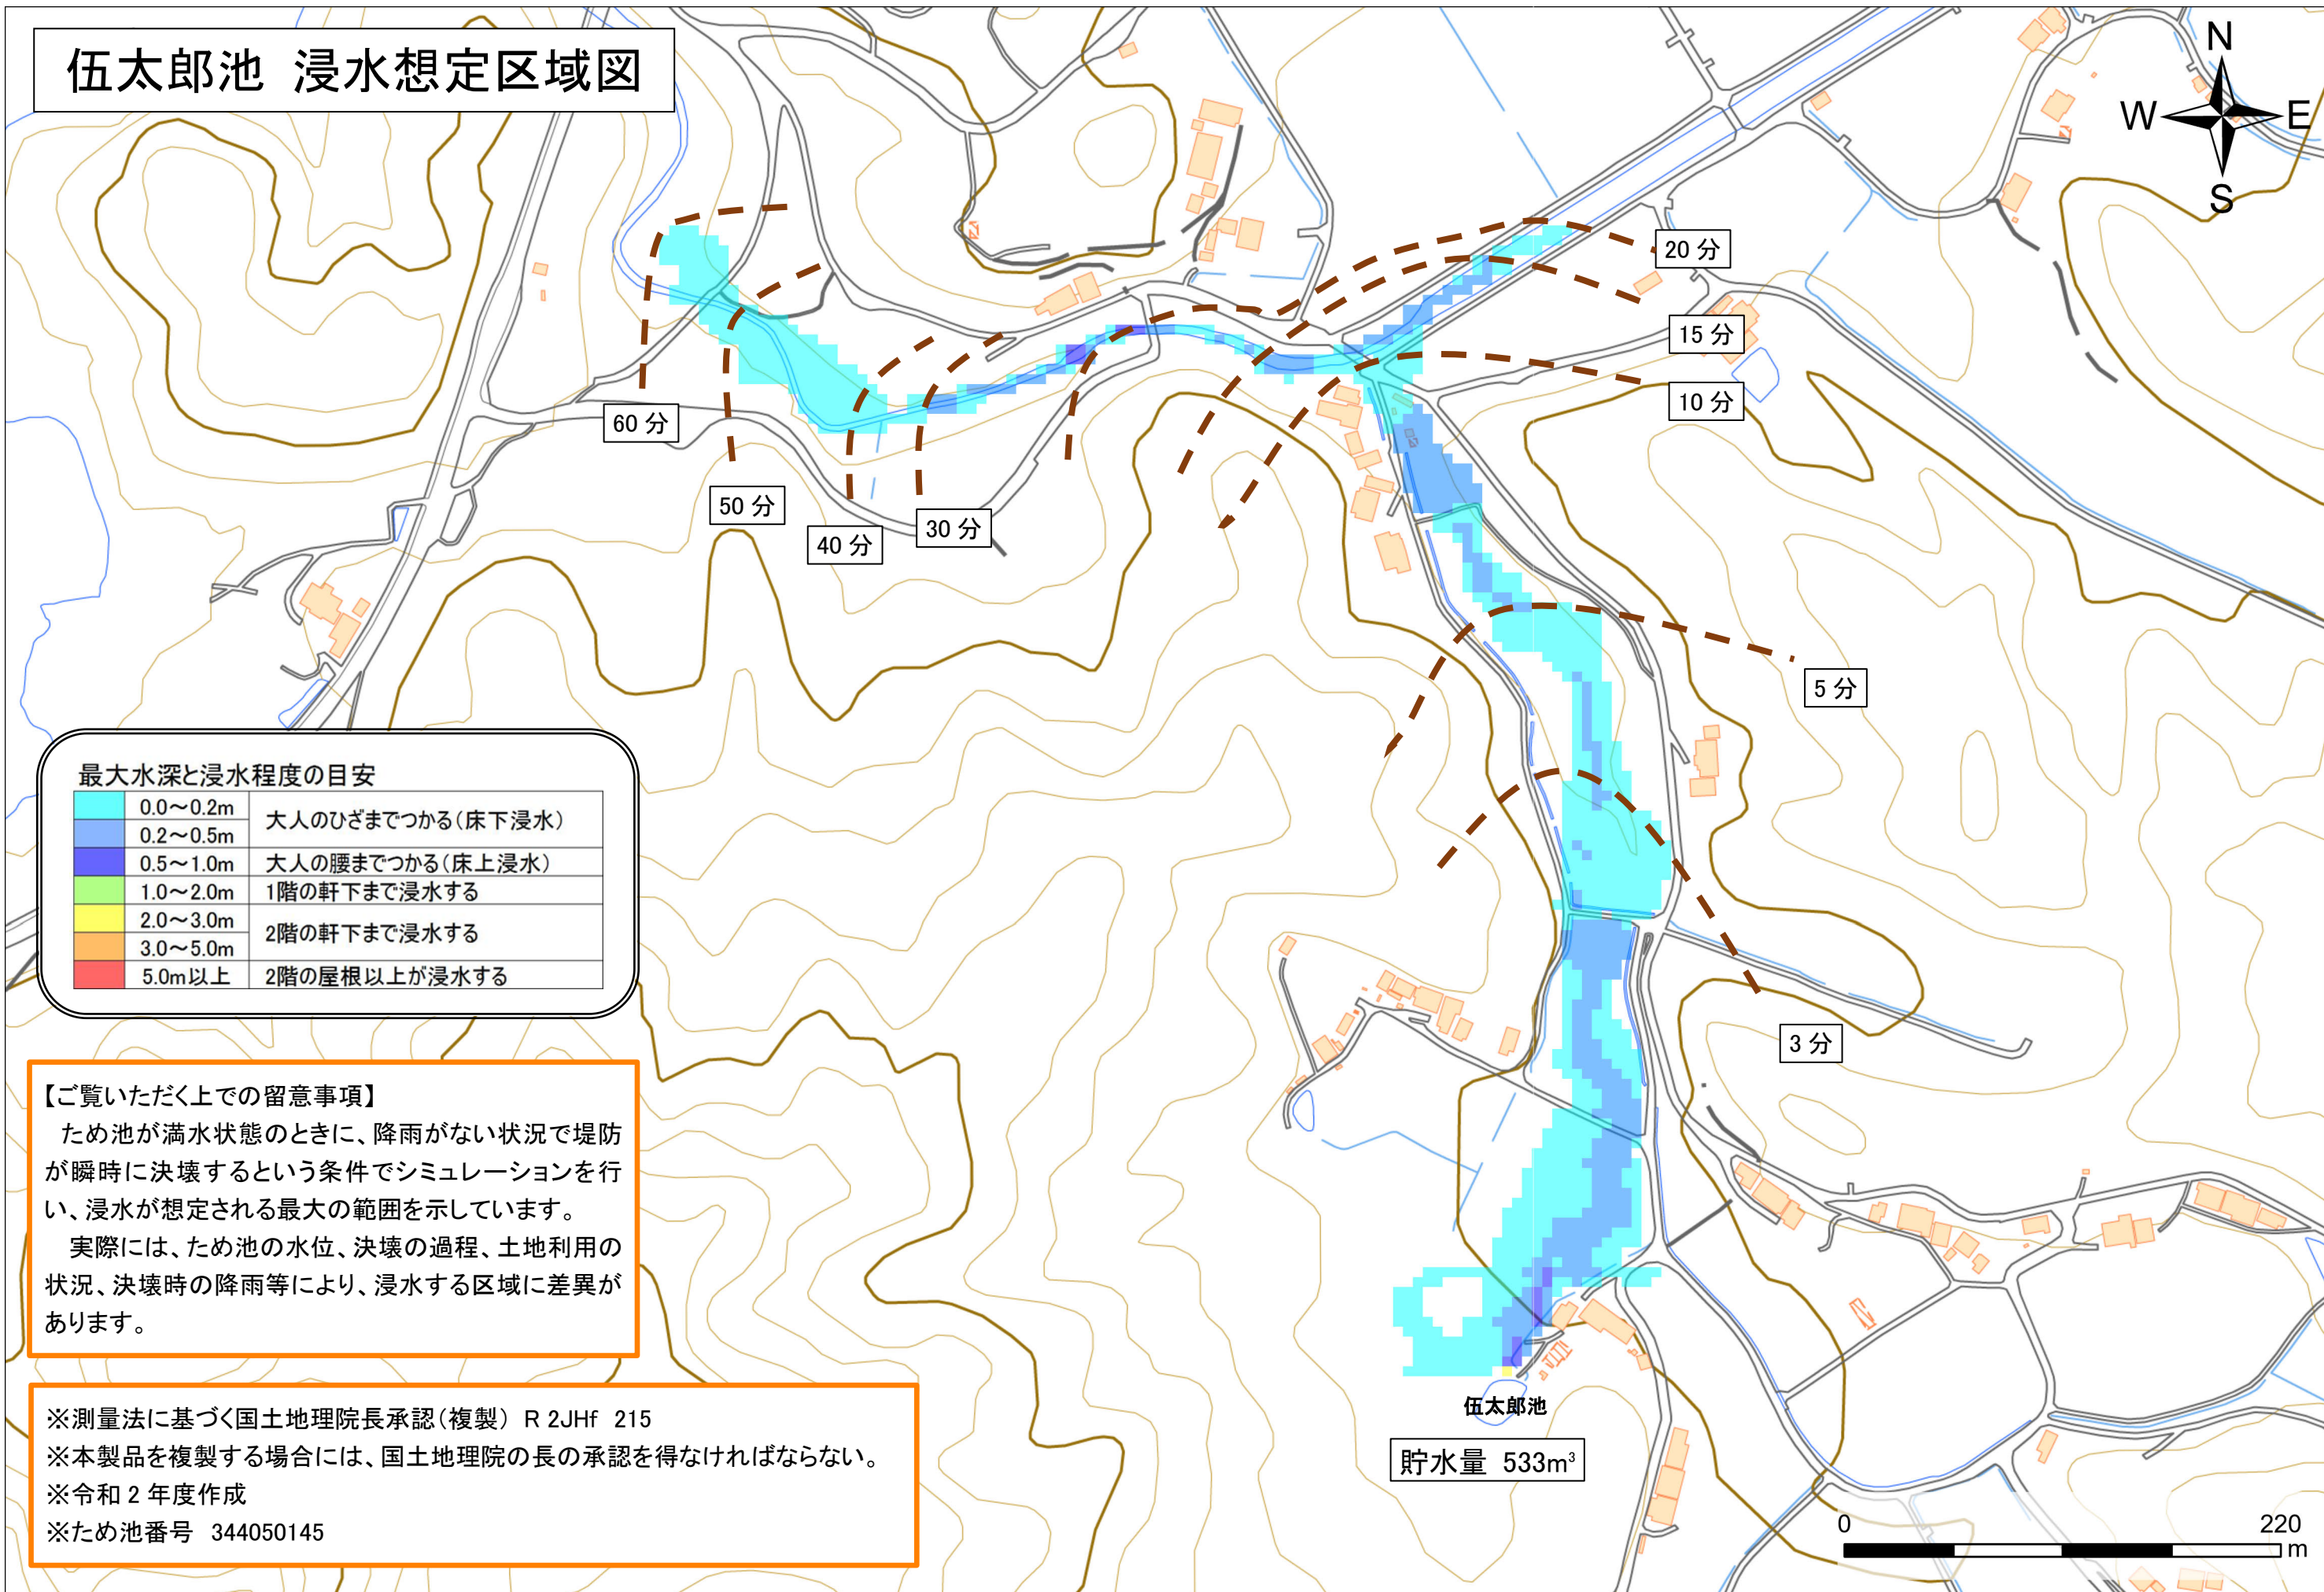 伍太郎池 浸水想定区域図
N
W
E
S
20 分
15 分
10 分
60 分
50 分
40 分
30 分
5 分
3 分
最大水深と浸水程度の目安
0.0～0.2m
大人のひざまでつかる(床下浸水)
0.2～0.5m
0.5～1.0m 大人の腰までつかる(床上浸水)
1.0～2.0m 1階の軒下まで浸水する
2.0～3.0m
2階の軒下まで浸水する
3.0～5.0m
5.0m以上 2階の屋根以上が浸水する
【ご覧いただく上での留意事項】
ため池が満水状態のときに、降雨がない状況で堤防
が瞬時に決壊するという条件でシミュレーションを行
い、浸水が想定される最大の範囲を示しています。
実際には、ため池の水位、決壊の過程、土地利用の
状況、決壊時の降雨等により、浸水する区域に差異が
あります。
伍太郎池
貯水量 533m³
※測量法に基づく国土地理院長承認(複製) R 2JHf 215
※本製品を複製する場合には、国土地理院の長の承認を得なければならない。
※令和 2 年度作成
※ため池番号 344050145
0
220
m